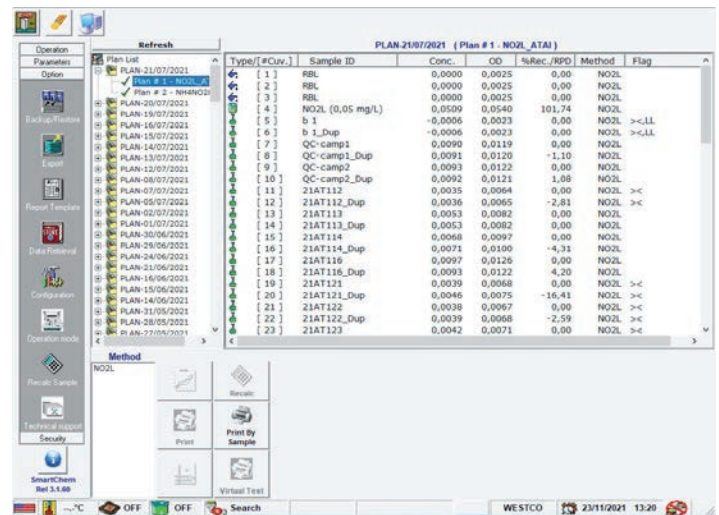 Operation
Parameters
Option
Backup/Restore
Export
Report Template
Data Retrieval
Configuration
Operation mode
Recalc Sample
Technical support
Security
SmartChem
Rel 3.1.60
Refresh
Plan List
PLAN-21/07/2021
Plan # 1 - NO2L_AT
Plan # 2 - NH4NO2
PLAN-20/07/2021
PLAN-19/07/2021
PLAN-16/07/2021
PLAN-15/07/2021
PLAN-14/07/2021
PLAN-13/07/2021
PLAN-12/07/2021
PLAN-08/07/2021
PLAN-07/07/2021
PLAN-05/07/2021
PLAN-02/07/2021
PLAN-01/07/2021
PLAN-30/06/2021
PLAN-29/06/2021
PLAN-24/06/2021
PLAN-21/06/2021
PLAN-16/06/2021
PLAN-15/06/2021
PLAN-14/06/2021
PLAN-31/05/2021
PLAN-28/05/2021
PLAN-27/05/2021
PLAN-21/07/2021 ( Plan # 1 - NO2L_ATAI )
Type/[#Cuv.] Sample ID Conc. OD %Rec./RPD Method Flag
[ 1 ] RBL 0,0000 0,0025 0,00 NO2L
[ 2 ] RBL 0,0000 0,0025 0,00 NO2L
[ 3 ] RBL 0,0000 0,0025 0,00 NO2L
[ 4 ] NO2L (0,05 mg/L) 0,0509 0,0540 101,74 NO2L
[ 5 ] b 1 -0,0006 0,0023 0,00 NO2L ><,LL
[ 6 ] b 1_Dup -0,0006 0,0023 0,00 NO2L ><,LL
[ 7 ] QC-camp1 0,0090 0,0119 0,00 NO2L
[ 8 ] QC-camp1_Dup 0,0091 0,0120 -1,10 NO2L
[ 9 ] QC-camp2 0,0093 0,0122 0,00 NO2L
[ 10 ] QC-camp2_Dup 0,0092 0,0121 1,08 NO2L
[ 11 ] 21AT112 0,0035 0,0064 0,00 NO2L ><
[ 12 ] 21AT112_Dup 0,0036 0,0065 -2,81 NO2L ><
[ 13 ] 21AT113 0,0053 0,0082 0,00 NO2L
[ 14 ] 21AT113_Dup 0,0053 0,0082 0,00 NO2L
[ 15 ] 21AT114 0,0068 0,0097 0,00 NO2L
[ 16 ] 21AT114_Dup 0,0071 0,0100 -4,31 NO2L
[ 17 ] 21AT116 0,0097 0,0126 0,00 NO2L
[ 18 ] 21AT116_Dup 0,0093 0,0122 4,20 NO2L
[ 19 ] 21AT121 0,0039 0,0068 0,00 NO2L ><
[ 20 ] 21AT121_Dup 0,0046 0,0075 -16,41 NO2L ><
[ 21 ] 21AT122 0,0038 0,0067 0,00 NO2L ><
[ 22 ] 21AT122_Dup 0,0039 0,0068 -2,59 NO2L ><
[ 23 ] 21AT123 0,0042 0,0071 0,00 NO2L ><
Method
NO2L
Recalc
Print
Print By
Sample
Virtual Test
--.-°C OFF OFF Search WESTCO 23/11/2021 13:20